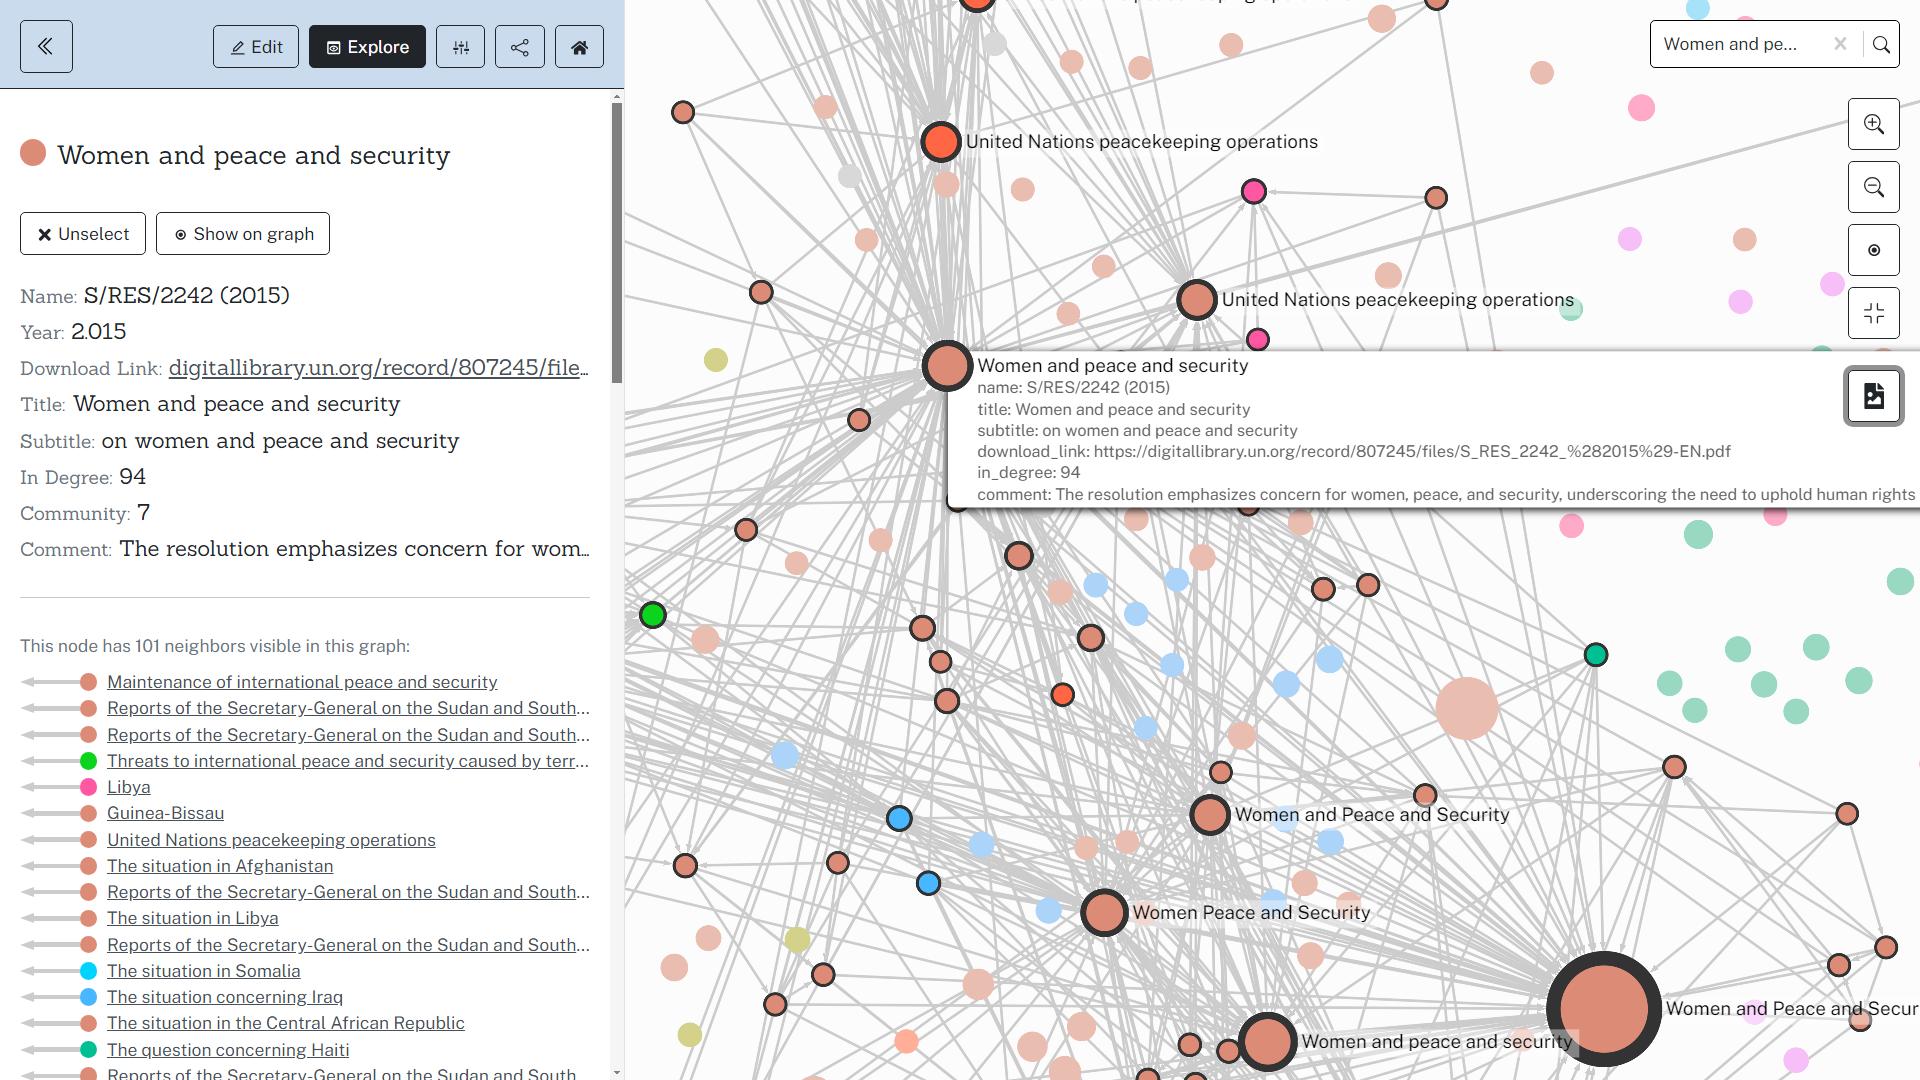 Edit
Explore
Women and peace and security
Unselect
Show on graph
Name: S/RES/2242 (2015)
Year: 2.015
Download Link: digitallibrary.un.org/record/807245/file...
Title: Women and peace and security
Subtitle: on women and peace and security
In Degree: 94
Community: 7
Comment: The resolution emphasizes concern for wom...
This node has 101 neighbors visible in this graph:
Maintenance of international peace and security
Reports of the Secretary-General on the Sudan and South...
Reports of the Secretary-General on the Sudan and South...
Threats to international peace and security caused by terr...
Libya
Guinea-Bissau
United Nations peacekeeping operations
The situation in Afghanistan
Reports of the Secretary-General on the Sudan and South...
The situation in Libya
Reports of the Secretary-General on the Sudan and South...
The situation in Somalia
The situation concerning Iraq
The situation in the Central African Republic
The question concerning Haiti
Reports of the Secretary-General on the Sudan and South...
Women and pe...
United Nations peacekeeping operations
United Nations peacekeeping operations
Women and peace and security
name: S/RES/2242 (2015)
title: Women and peace and security
subtitle: on women and peace and security
download_link: https://digitallibrary.un.org/record/807245/files/S_RES_2242_%282015%29-EN.pdf
in_degree: 94
comment: The resolution emphasizes concern for women, peace, and security, underscoring the need to uphold human rights
Women and Peace and Security
Women Peace and Security
Women and Peace and Secur
Women and peace and security